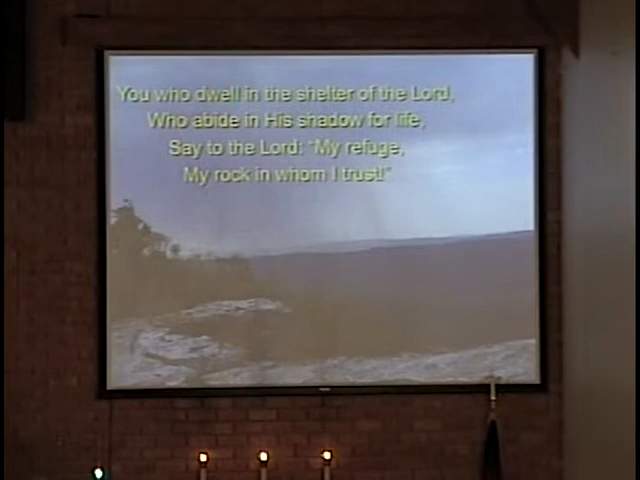 You who dwell in the shelter of the Lord,
Who abide in His shadow for life,
Say to the Lord: "My refuge,
My rock in whom I trust!"